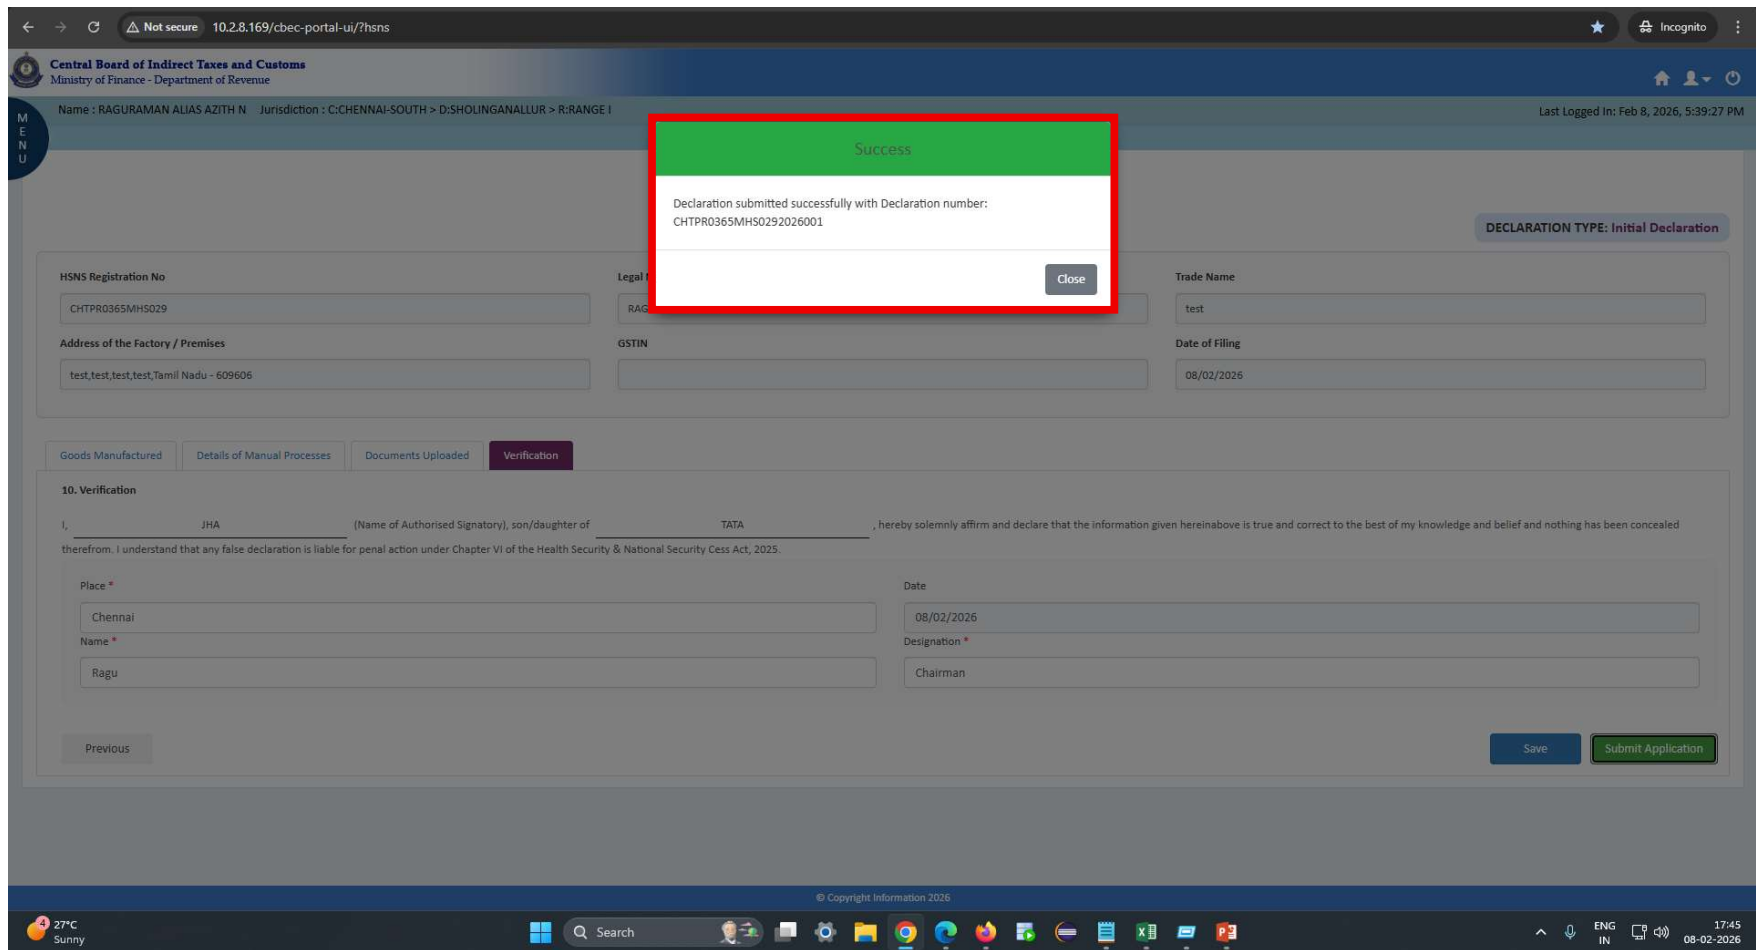 Not secure 10.2.8.169/cbec-portal-ui/?hsns
Incognito
Central Board of Indirect Taxes and Customs
Ministry of Finance - Department of Revenue
MENU
Name : RAGURAMAN ALIAS AZITH N Jurisdiction : C:CHENNAI-SOUTH > D:SHOLINGANALLUR > R:RANGE I
Last Logged In: Feb 8, 2026, 5:39:27 PM
Success
Declaration submitted successfully with Declaration number:
CHTPR0365MHS0292026001
Close
DECLARATION TYPE: Initial Declaration
HSNS Registration No
Legal
Trade Name
CHTPR0365MHS029
RAG
test
Address of the Factory / Premises
GSTIN
Date of Filing
test,test,test,test,Tamil Nadu - 609606
08/02/2026
Goods Manufactured
Details of Manual Processes
Documents Uploaded
Verification
10. Verification
I, JHA (Name of Authorised Signatory), son/daughter of TATA , hereby solemnly affirm and declare that the information given hereinabove is true and correct to the best of my knowledge and belief and nothing has been concealed
therefrom. I understand that any false declaration is liable for penal action under Chapter VI of the Health Security & National Security Cess Act, 2025.
Place *
Date
Chennai
08/02/2026
Name *
Designation *
Ragu
Chairman
Previous
Save
Submit Application
© Copyright Information 2026
4
27°C
Sunny
Search
ENG
IN
17:45
08-02-2026